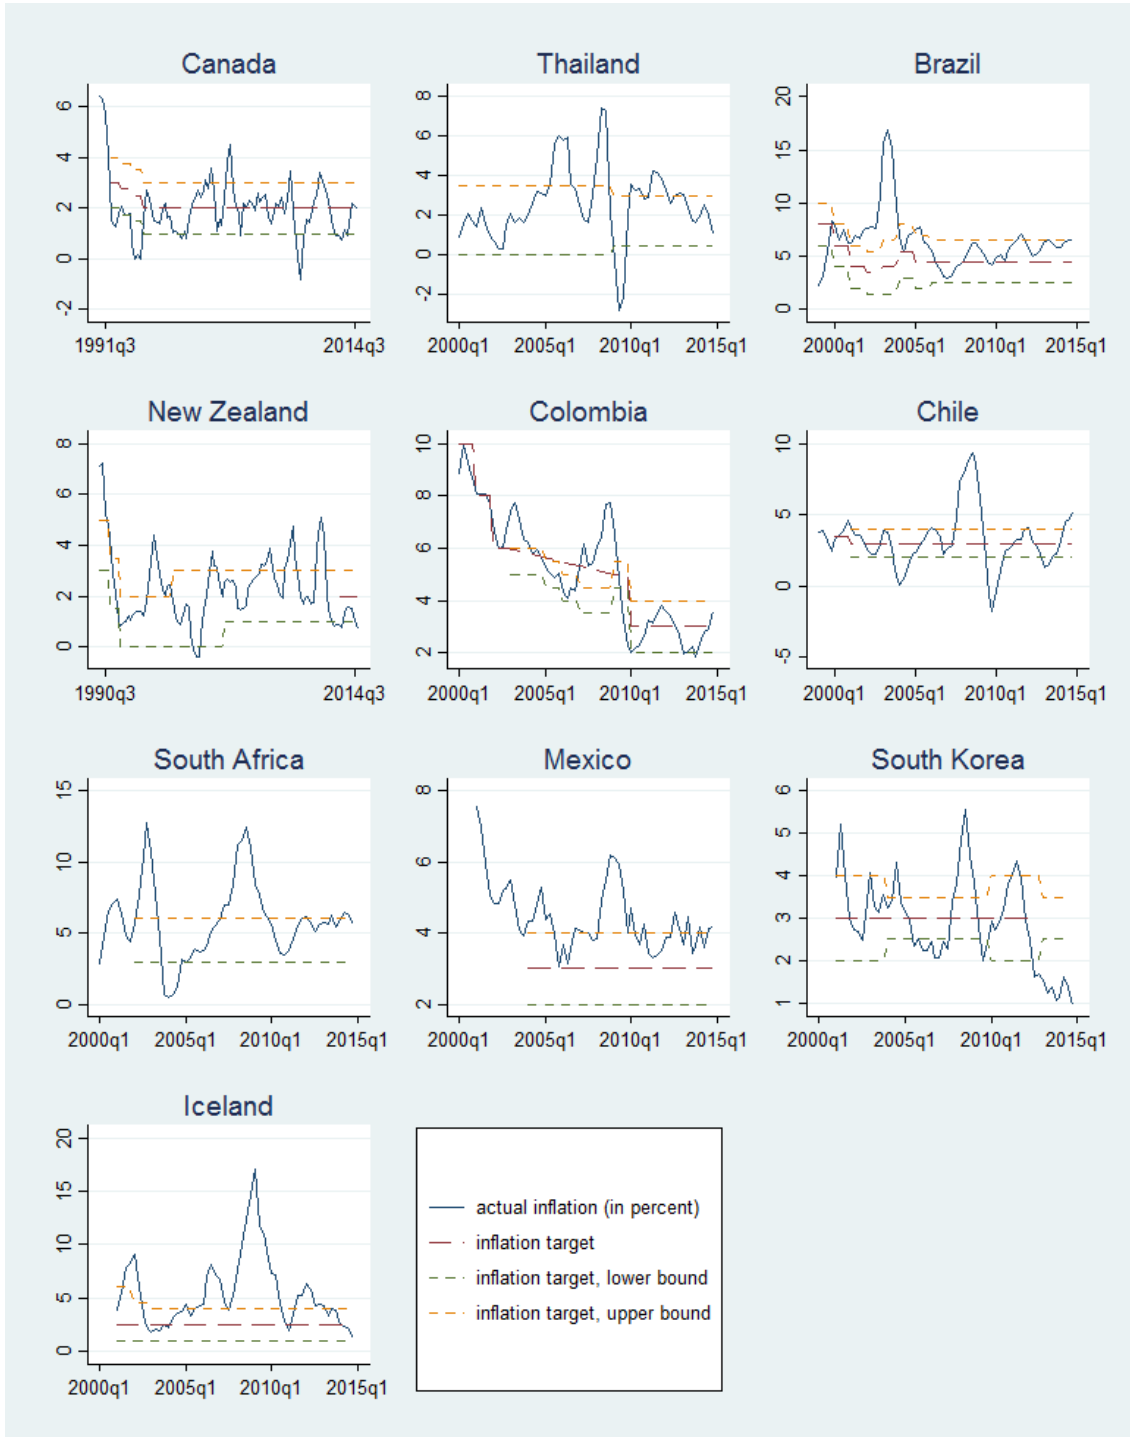 Canada
6
4
2
0
-2
1991q3 2014q3
Thailand
8
6
4
2
0
-2
2000q1 2005q1 2010q1 2015q1
Brazil
20
15
10
5
0
2000q1 2005q1 2010q1 2015q1
New Zealand
8
6
4
2
0
1990q3 2014q3
Colombia
10
8
6
4
2
2000q1 2005q1 2010q1 2015q1
Chile
10
5
0
-5
2000q1 2005q1 2010q1 2015q1
South Africa
15
10
5
0
2000q1 2005q1 2010q1 2015q1
Mexico
8
6
4
2
2000q1 2005q1 2010q1 2015q1
South Korea
6
5
4
3
2
1
2000q1 2005q1 2010q1 2015q1
Iceland
20
15
10
5
0
2000q1 2005q1 2010q1 2015q1
actual inflation (in percent)
inflation target
inflation target, lower bound
inflation target, upper bound